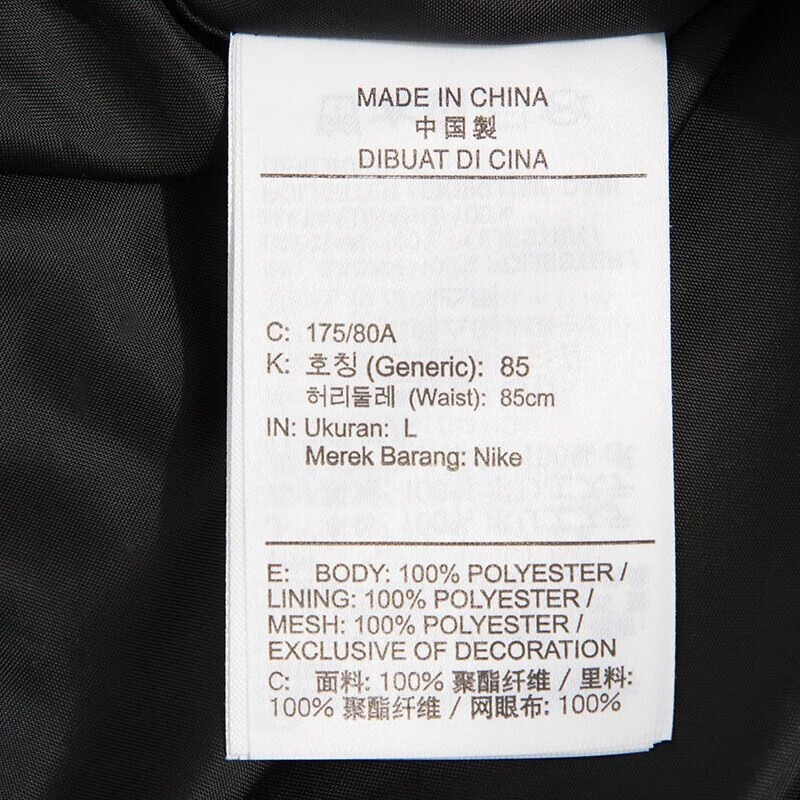 MADE IN CHINA
中国製
DIBUAT DI CINA
C: 175/80A
K: 호칭 (Generic): 85
허리둘레 (Waist): 85cm
IN: Ukuran: L
Merek Barang: Nike
E: BODY: 100% POLYESTER /
LINING: 100% POLYESTER /
MESH: 100% POLYESTER /
EXCLUSIVE OF DECORATION
C: 面料: 100% 聚酯纤维 / 里料:
100% 聚酯纤维 / 网眼布: 100%